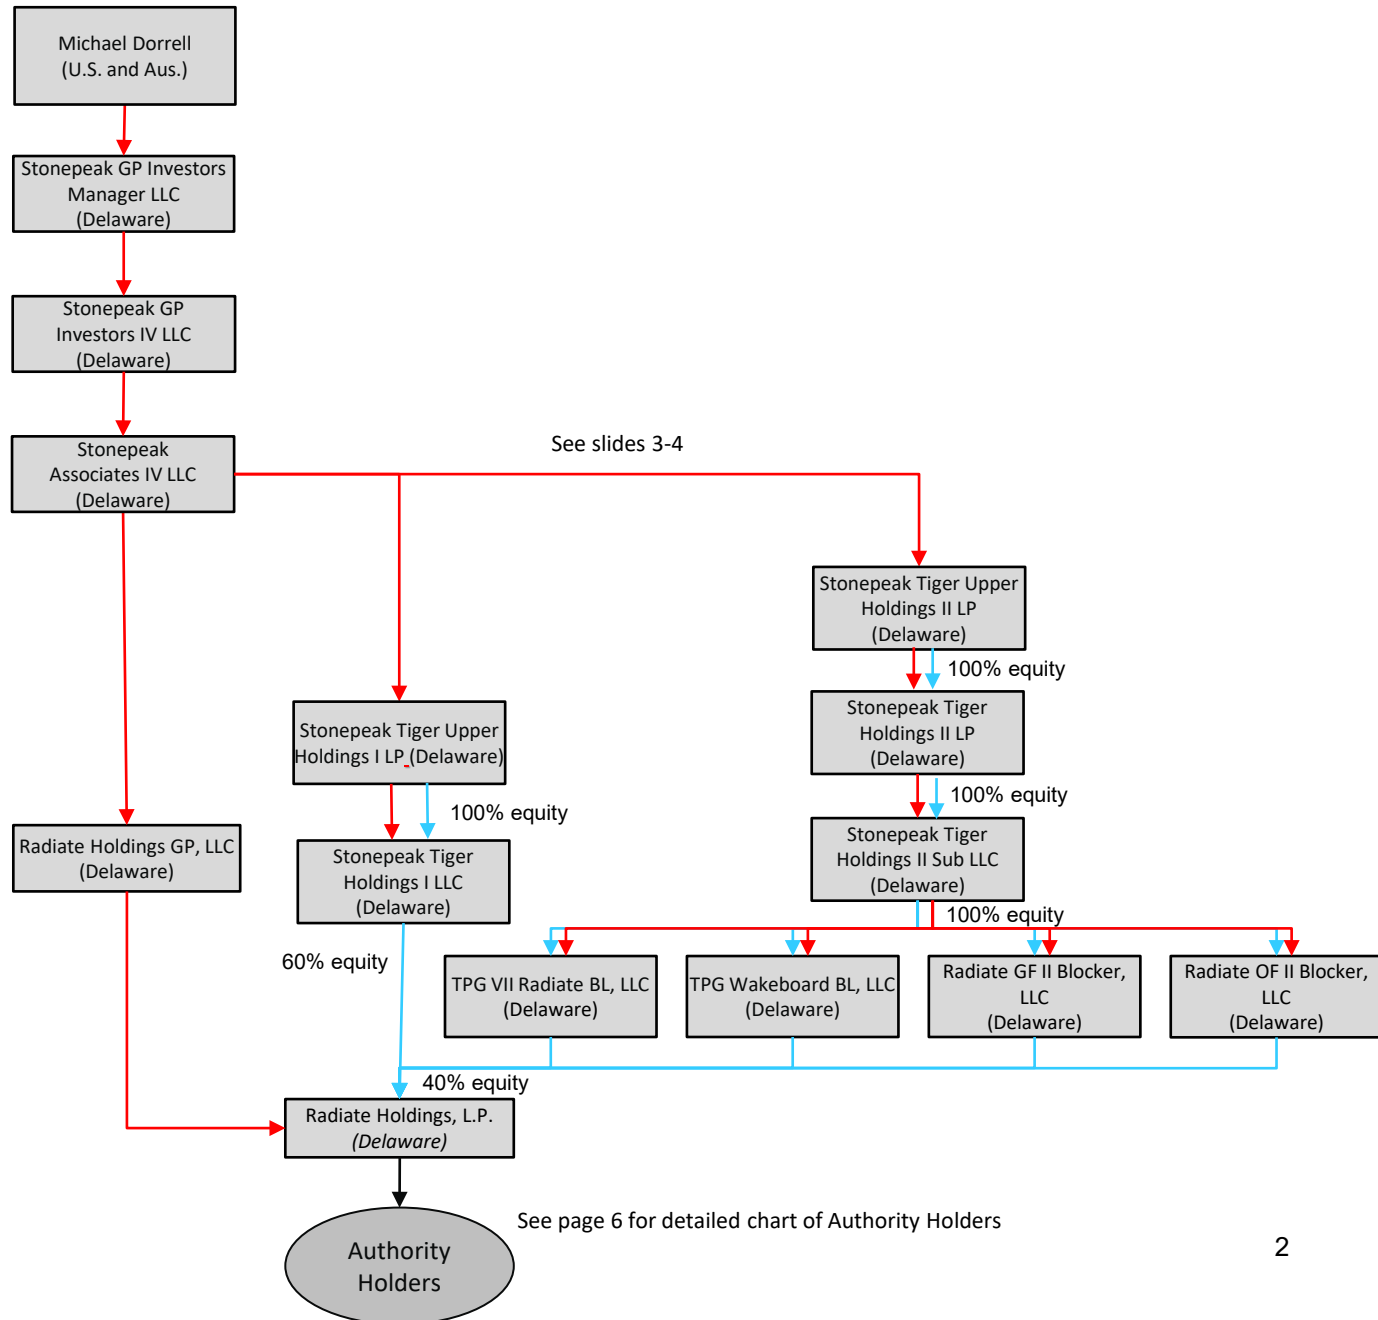 Michael Dorrell
(U.S. and Aus.)
Stonepeak GP Investors
Manager LLC
(Delaware)
Stonepeak GP
Investors IV LLC
(Delaware)
Stonepeak
Associates IV LLC
(Delaware)
See slides 3-4
Stonepeak Tiger Upper
Holdings II LP
(Delaware)
100% equity
Stonepeak Tiger
Holdings II LP
(Delaware)
100% equity
Stonepeak Tiger Upper
Holdings I LP (Delaware)
100% equity
Radiate Holdings GP, LLC
(Delaware)
Stonepeak Tiger
Holdings I LLC
(Delaware)
Stonepeak Tiger
Holdings II Sub LLC
(Delaware)
100% equity
60% equity
TPG VII Radiate BL, LLC
(Delaware)
TPG Wakeboard BL, LLC
(Delaware)
Radiate GF II Blocker,
LLC
(Delaware)
Radiate OF II Blocker,
LLC
(Delaware)
40% equity
Radiate Holdings, L.P.
(Delaware)
See page 6 for detailed chart of Authority Holders
Authority
Holders
2